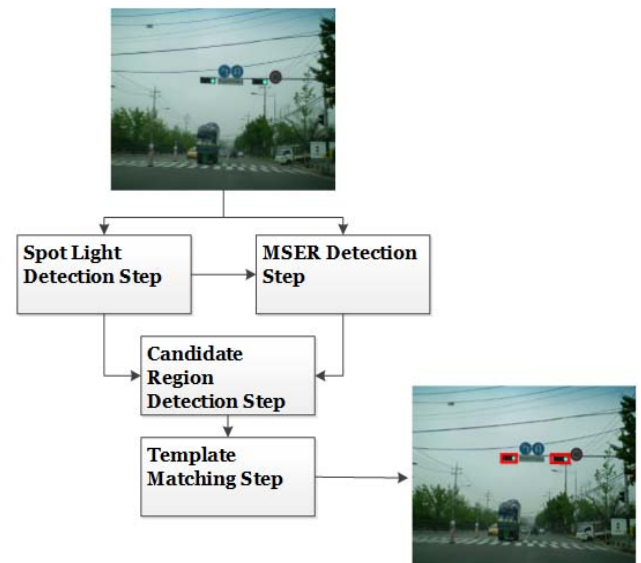 Spot Light
Detection Step
MSER Detection
Step
Candidate
Region
Detection Step
Template
Matching Step